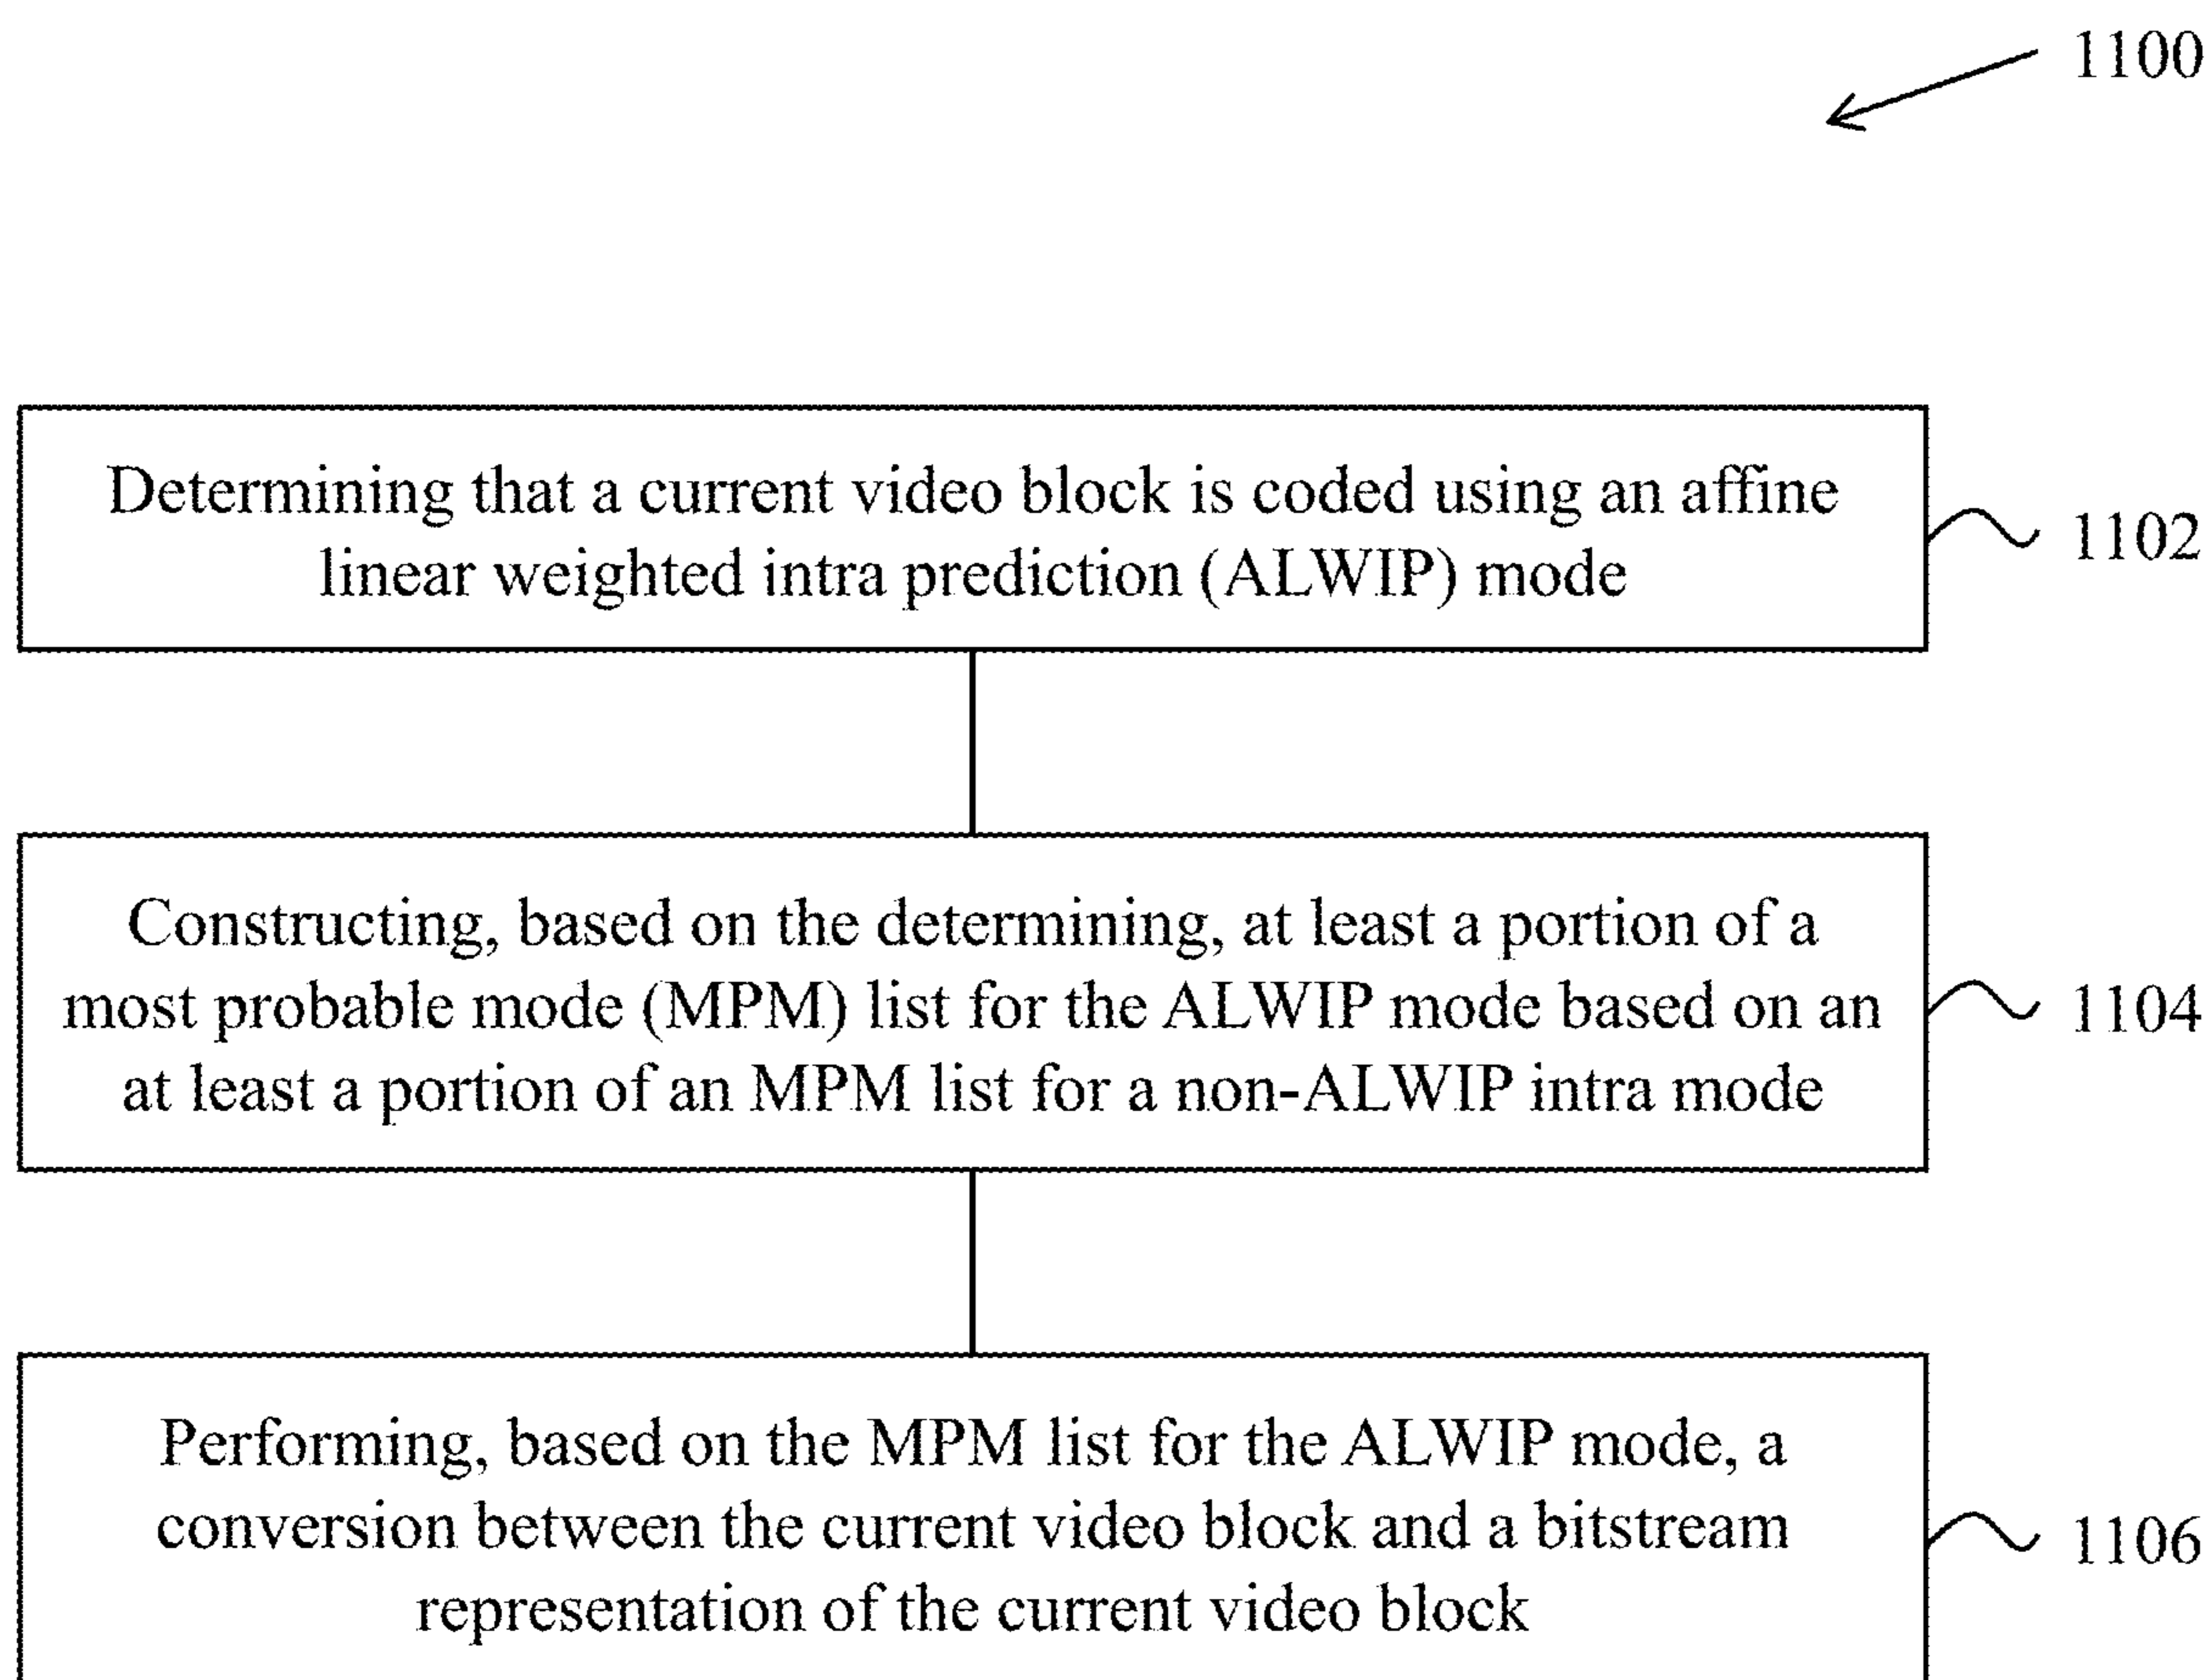 1100
Determining that a current video block is coded using an affine
linear weighted intra prediction (ALWIP) mode
1102
Constructing, based on the determining, at least a portion of a
most probable mode (MPM) list for the ALWIP mode based on an
at least a portion of an MPM list for a non-ALWIP intra mode
1104
Performing, based on the MPM list for the ALWIP mode, a
conversion between the current video block and a bitstream
representation of the current video block
1106